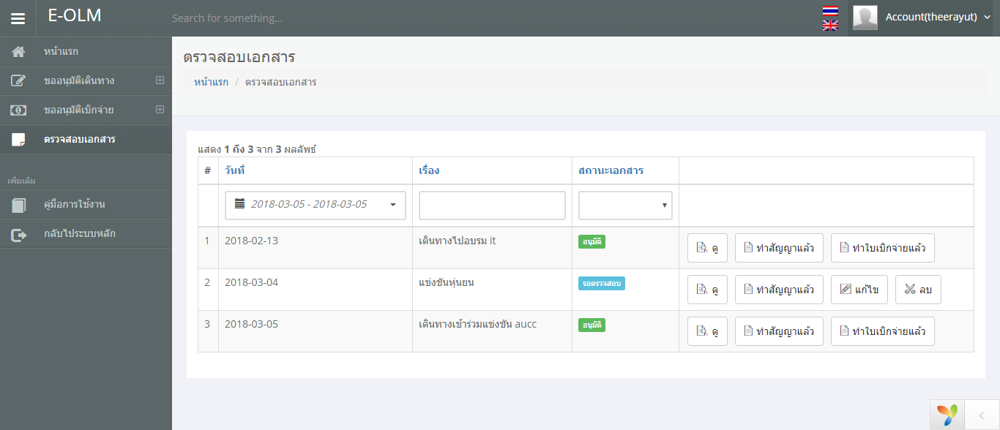 E-OLM
Search for something...
Account(theerayut)
หน้าแรก
ขออนุมัติเดินทาง
ขออนุมัติเบิกจ่าย
ตรวจสอบเอกสาร
เพิ่มเติม
คู่มือการใช้งาน
กลับไประบบหลัก
ตรวจสอบเอกสาร
หน้าแรก / ตรวจสอบเอกสาร
แสดง 1 ถึง 3 จาก 3 ผลลัพธ์
# วันที่ เรื่อง สถานะเอกสาร
2018-03-05 - 2018-03-05
1 2018-02-13 เดินทางไปอบรม it อนุมัติ ดู ทำสัญญาแล้ว ทำใบเบิกจ่ายแล้ว
2 2018-03-04 แข่งขันหุ่นยน รอตรวจสอบ ดู ทำสัญญาแล้ว แก้ไข ลบ
3 2018-03-05 เดินทางเข้าร่วมแข่งขัน aucc อนุมัติ ดู ทำสัญญาแล้ว ทำใบเบิกจ่ายแล้ว